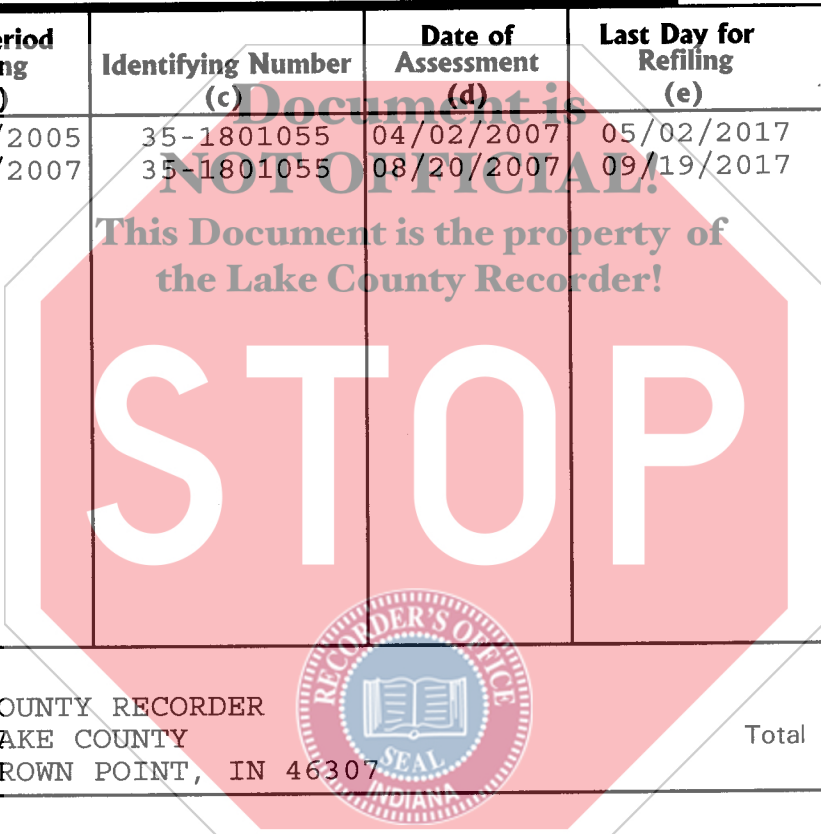 eriod
ng
)
Identifying Number
(c)
Date of
Assessment
(d)
Last Day for
Refiling
(e)
/2005 35-1801055 04/02/2007 05/02/2017
/2007 35-1801055 08/20/2007 09/19/2017
Document is
NOT OFFICIAL!
This Document is the property of
the Lake County Recorder!
STOP
OUNTY RECORDER
AKE COUNTY
ROWN POINT, IN 46307
Total
RECORDER'S OFFICE
SEAL
INDIANA